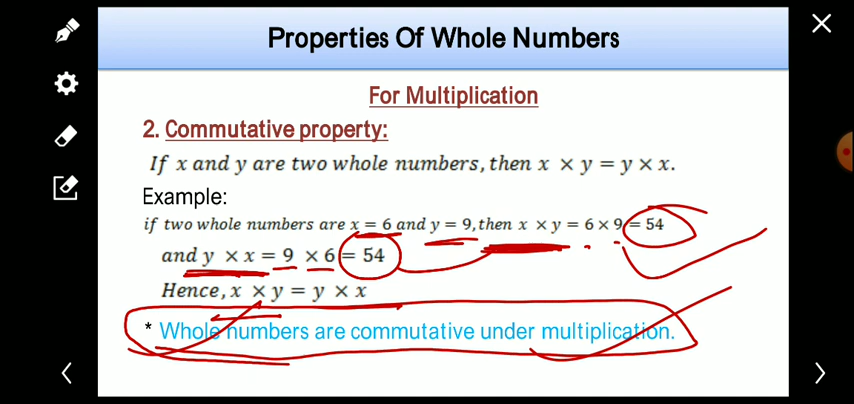 Properties Of Whole Numbers
For Multiplication
2. Commutative property:
If x and y are two whole numbers, then x × y = y × x.
Example:
if two whole numbers are x = 6 and y = 9, then x × y = 6 × 9 = 54
and y × x = 9 × 6 = 54
Hence, x × y = y × x
* Whole numbers are commutative under multiplication.